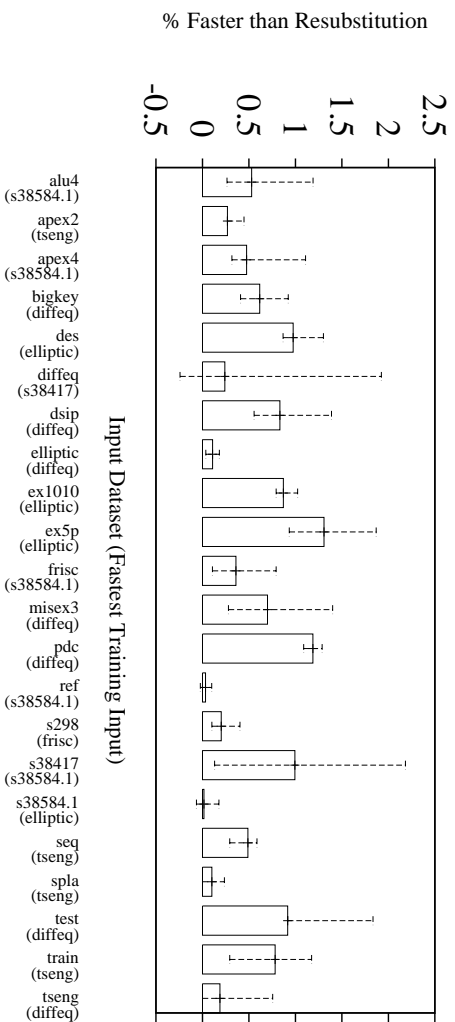 % Faster than Resubstitution
-0.5
0
0.5
1
1.5
2
2.5
alu4
(s38584.1)
apex2
(tseng)
apex4
(s38584.1)
bigkey
(diffeq)
des
(elliptic)
diffeq
(s38417)
dsip
(diffeq)
elliptic
(diffeq)
ex1010
(elliptic)
ex5p
(elliptic)
frisc
(s38584.1)
misex3
(diffeq)
pdc
(diffeq)
ref
(s38584.1)
s298
(frisc)
s38417
(s38584.1)
s38584.1
(elliptic)
seq
(tseng)
spla
(tseng)
test
(diffeq)
train
(tseng)
tseng
(diffeq)
Input Dataset (Fastest Training Input)